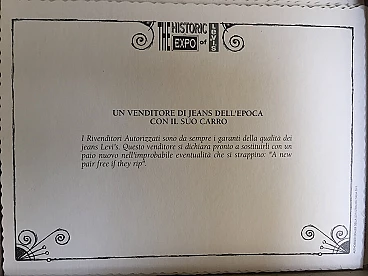 THE HISTORIC
EXPO of LEVI'S
UN VENDITORE DI JEANS DELL'EPOCA
CON IL SUO CARRO
I Rivenditori Autorizzati sono da sempre i garanti della qualità dei
jeans Levi's. Questo venditore si dichiara pronto a sostituirli con un
paio nuovo nell'improbabile eventualità che si strappino: "A new
pair free if they rip".